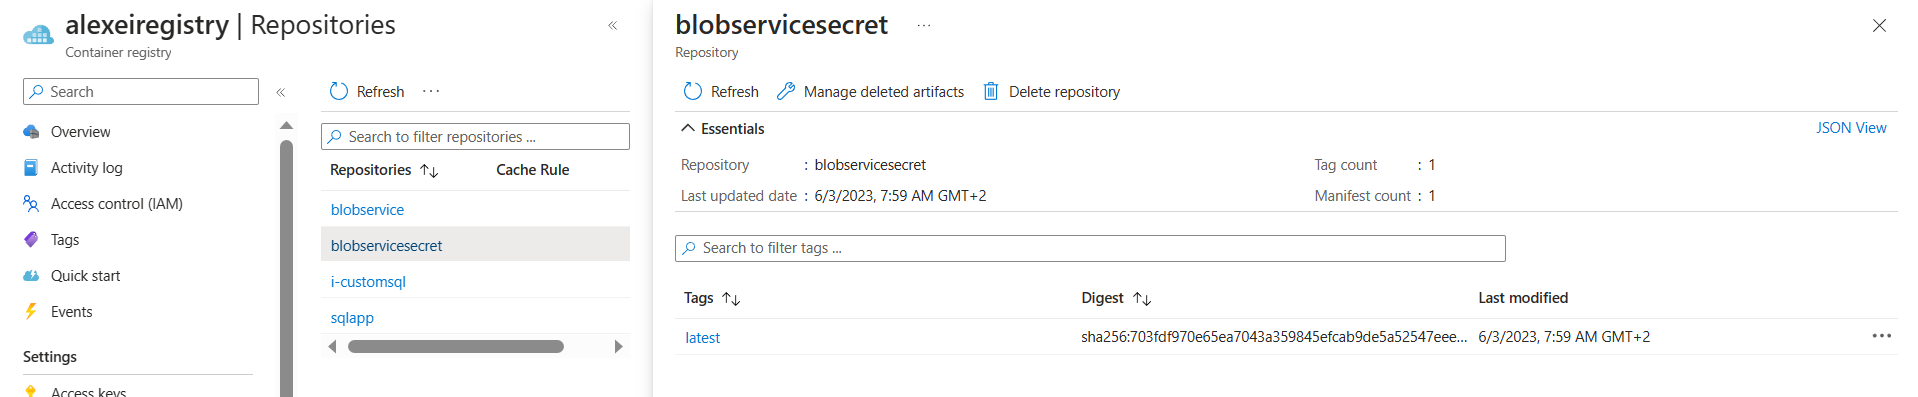 alexeiregistry | Repositories
Container registry
Search
Overview
Activity log
Access control (IAM)
Tags
Quick start
Events
Settings
Access keys
Refresh
Search to filter repositories ...
Repositories Cache Rule
blobservice
blobservicesecret
i-customsql
sqlapp
blobservicesecret
Repository
Refresh Manage deleted artifacts Delete repository
Essentials JSON View
Repository : blobservicesecret Tag count : 1
Last updated date : 6/3/2023, 7:59 AM GMT+2 Manifest count : 1
Search to filter tags ...
Tags Digest Last modified
latest sha256:703fdf970e65ea7043a359845efcab9de5a52547eee... 6/3/2023, 7:59 AM GMT+2